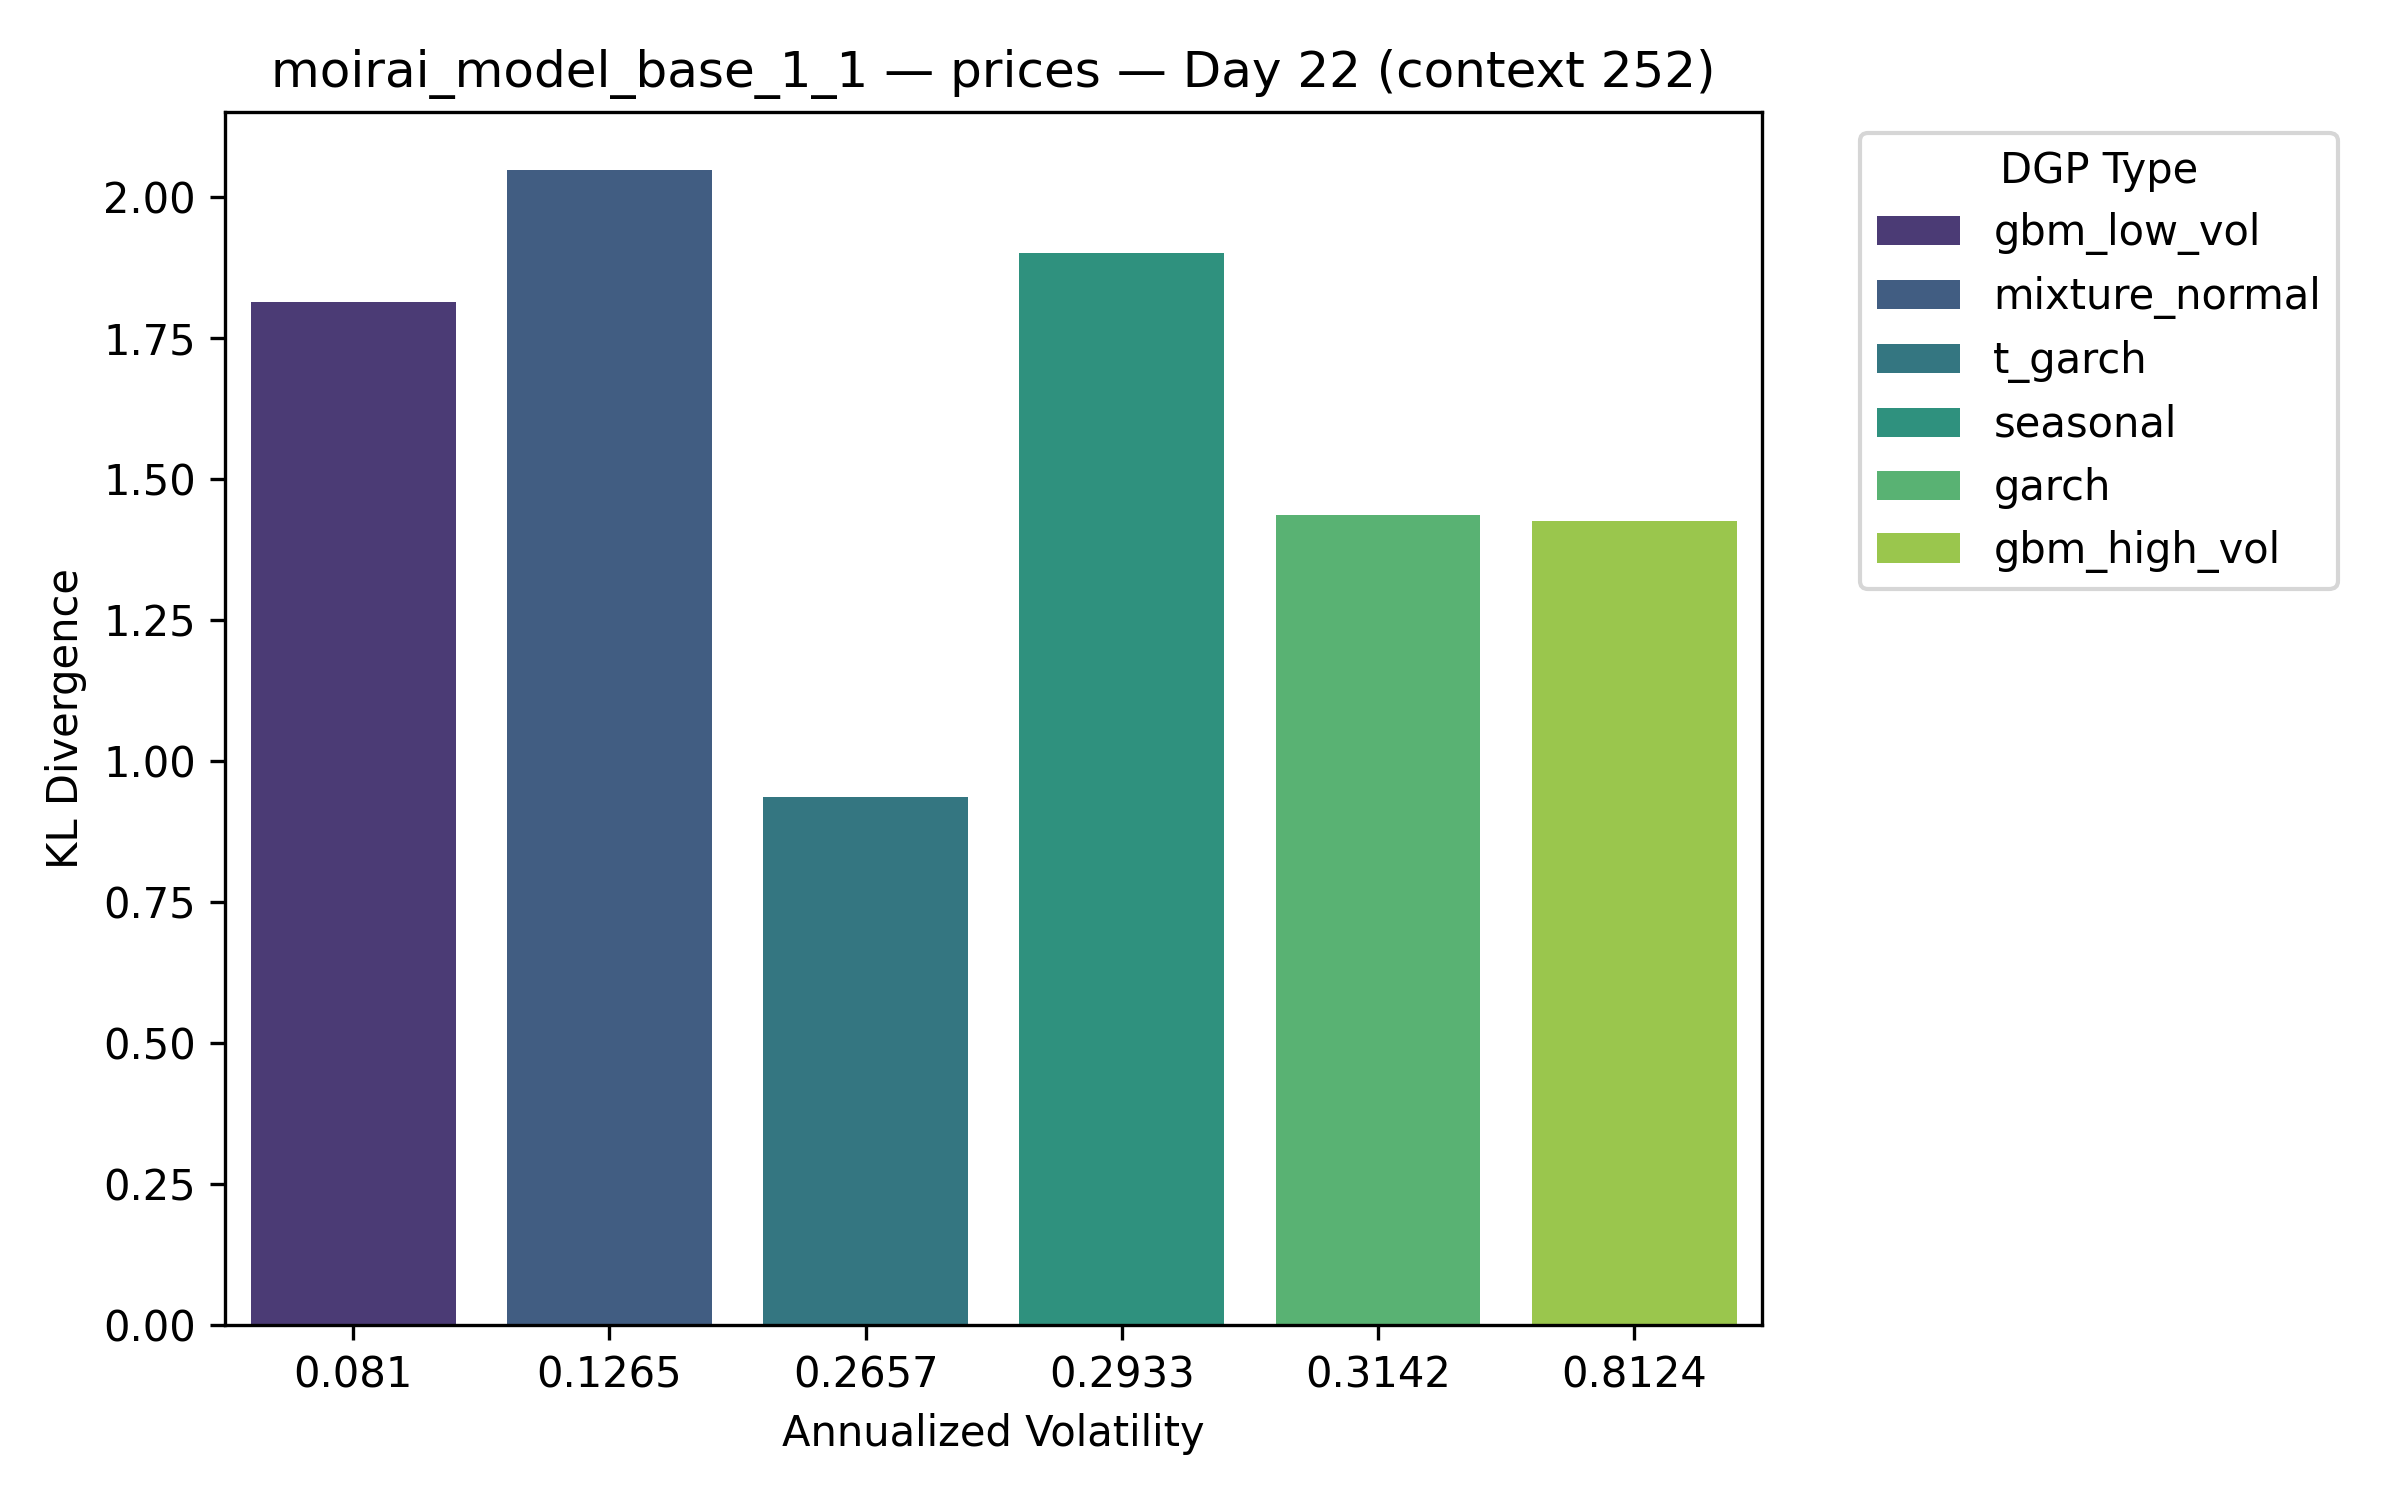 moirai_model_base_1_1 — prices — Day 22 (context 252)
KL Divergence
2.00
1.75
1.50
1.25
1.00
0.75
0.50
0.25
0.00
0.081 0.1265 0.2657 0.2933 0.3142 0.8124
Annualized Volatility
DGP Type
gbm_low_vol
mixture_normal
t_garch
seasonal
garch
gbm_high_vol